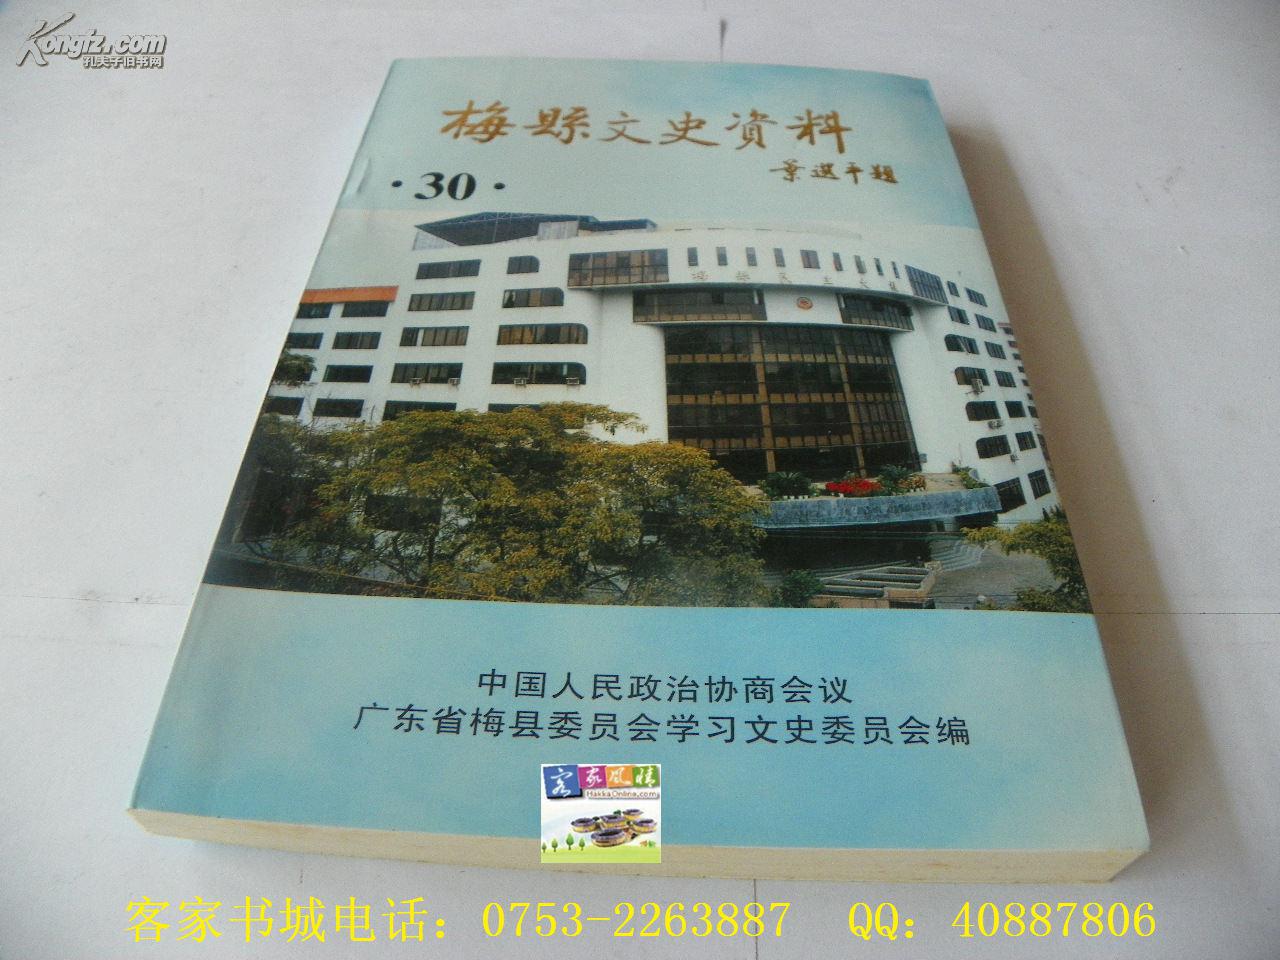 Kongfz.com
孔夫子旧书网
梅縣文史資料
葉選平題
·30·
中国人民政治协商会议
广东省梅县委员会学习文史委员会编
客家风情
HakkaOnline.com
客家书城电话：0753-2263887 QQ：40887806